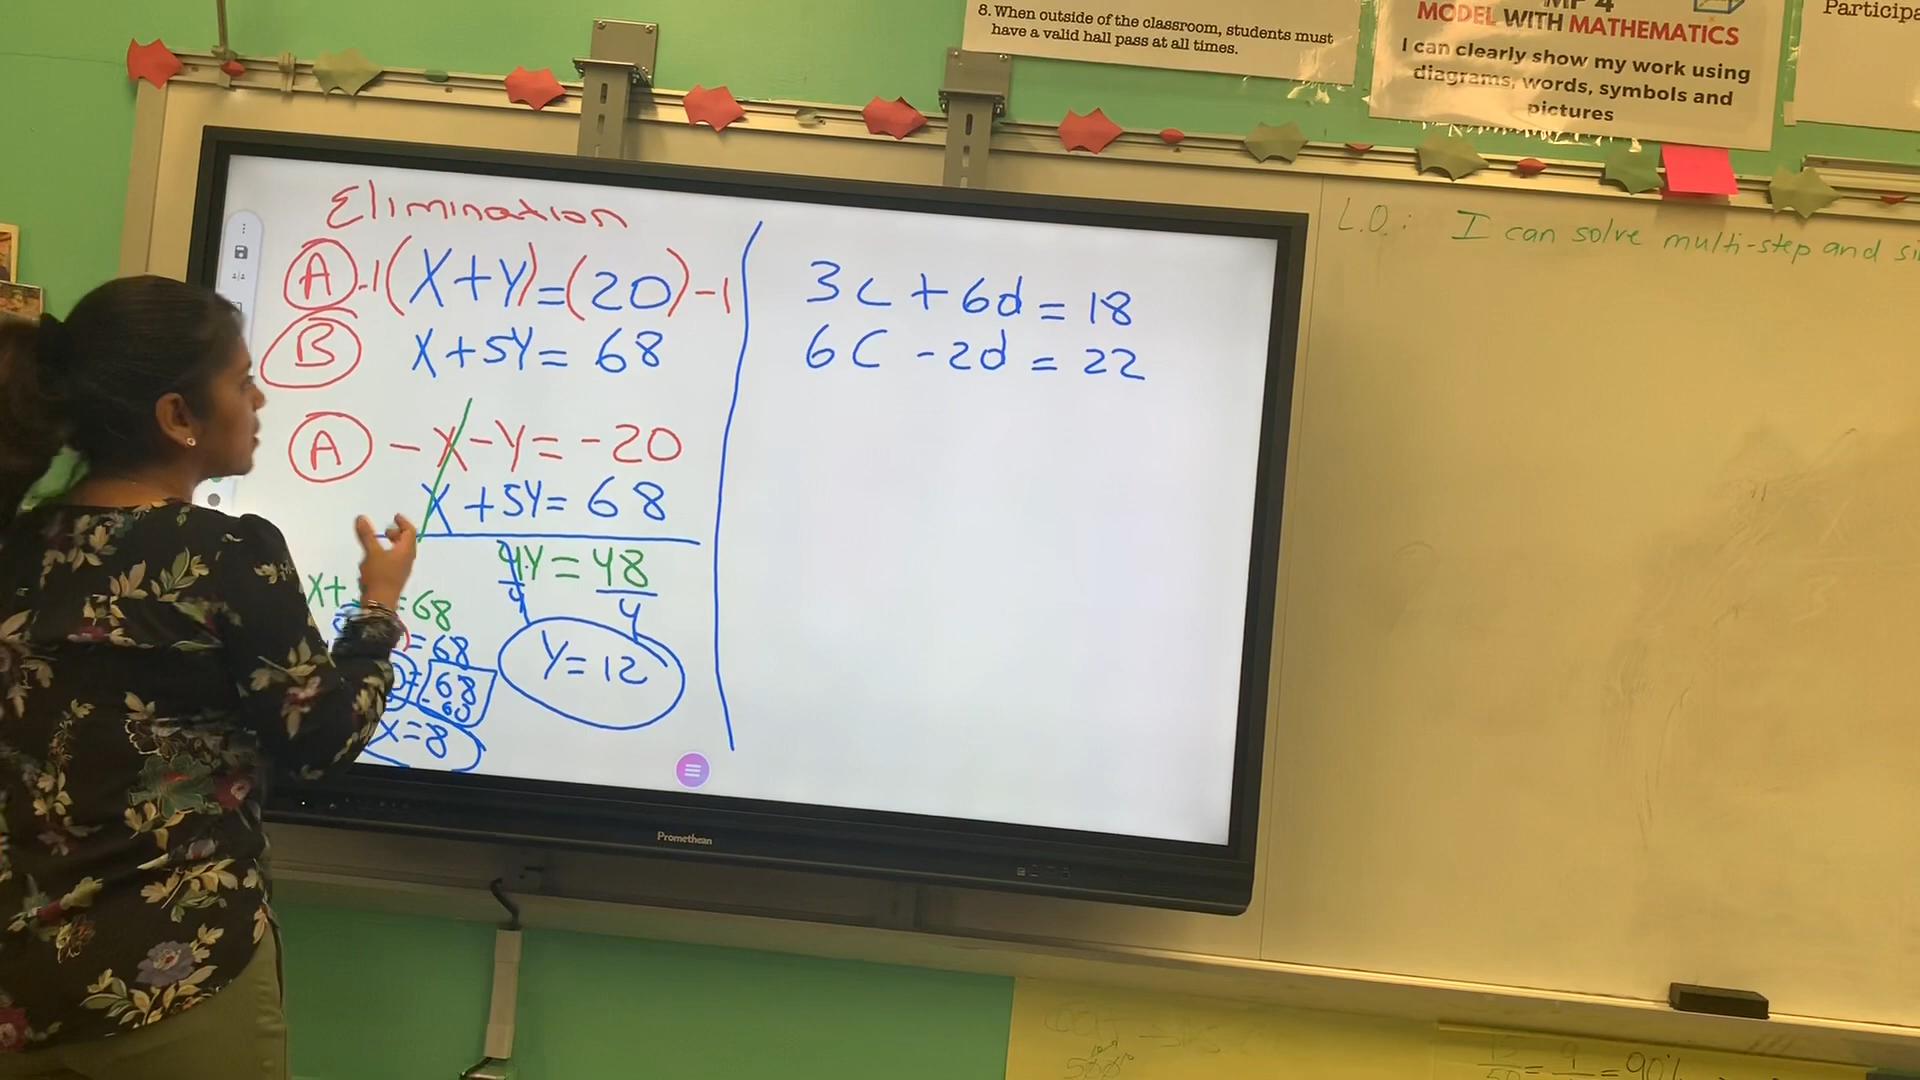 8. When outside of the classroom, students must
have a valid hall pass at all times.
MP 4
MODEL WITH MATHEMATICS
I can clearly show my work using
diagrams, words, symbols and
pictures
Participa
L.O.: I can solve multi-step and si
Elimination
A -1(X+Y)=(20)-1
B X+5Y=68
A -X-Y=-20
X+5Y=68
4Y=48
4 4
Y=12
X+ =68
=68
=68
-60
X=8
3C+6d=18
6C-2d=22
Promethean
=90%